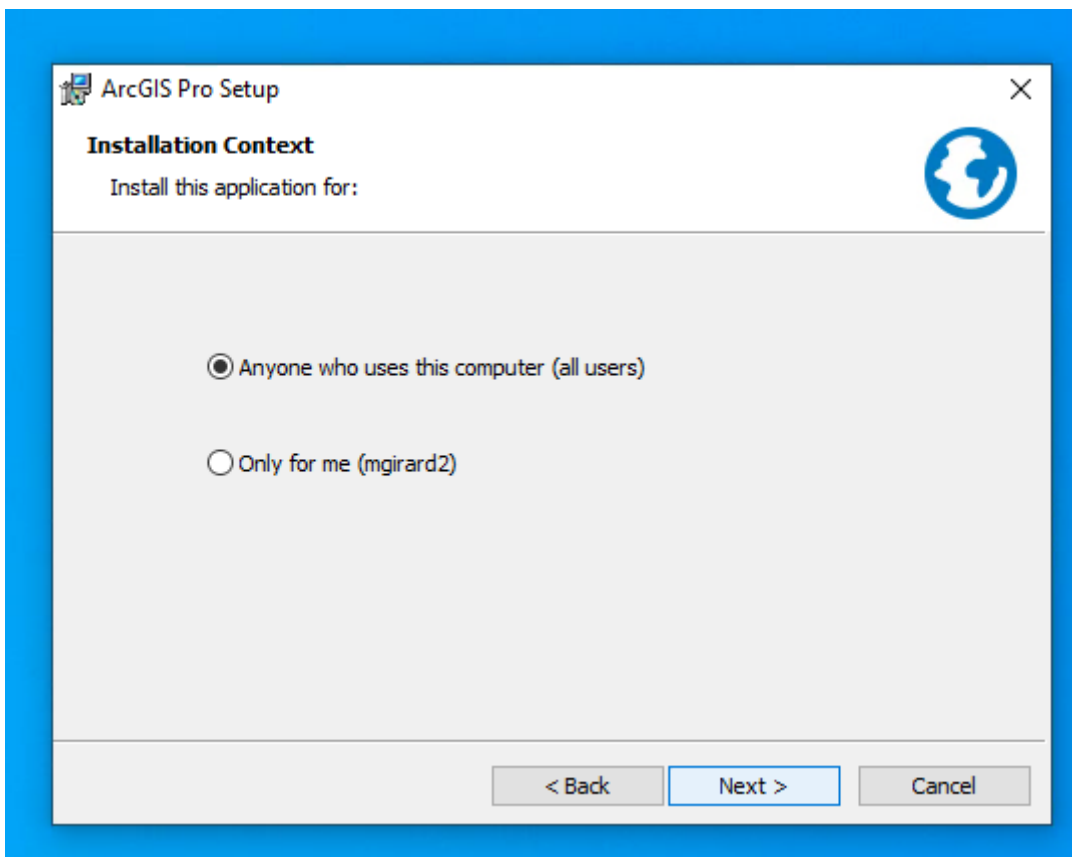 ArcGIS Pro Setup
Installation Context
Install this application for:
Anyone who uses this computer (all users)
Only for me (mgirard2)
< Back Next > Cancel